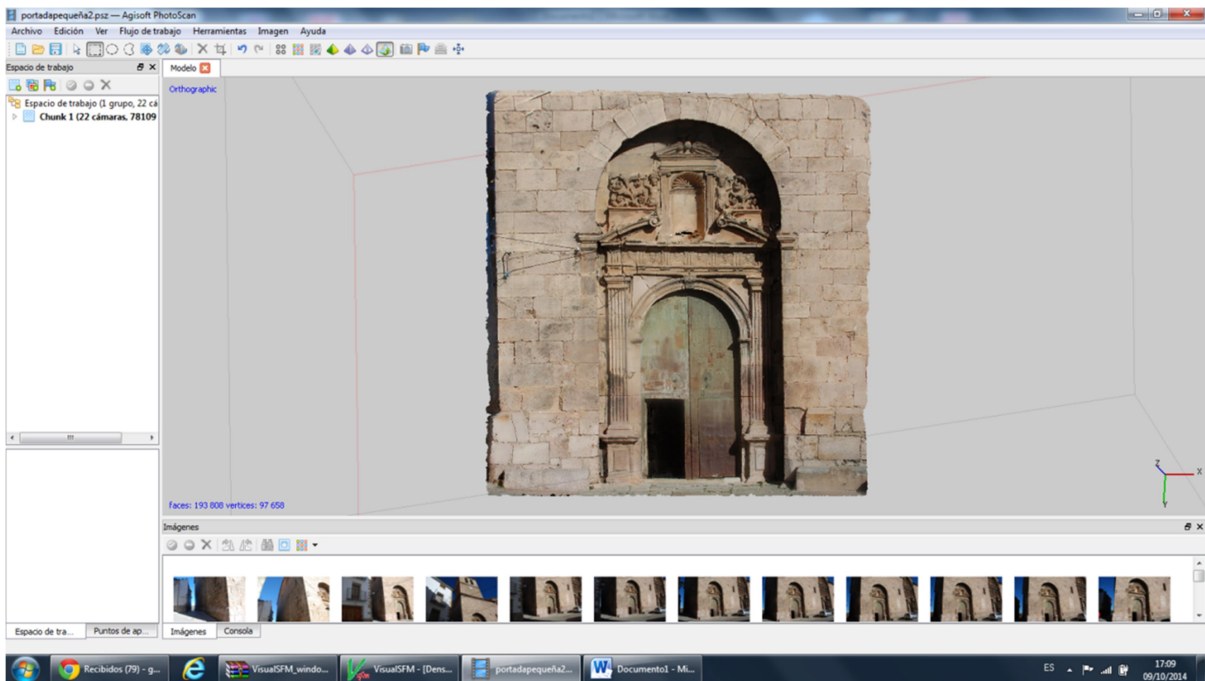 portadapequeña2.psz — Agisoft PhotoScan
Archivo Edición Ver Flujo de trabajo Herramientas Imagen Ayuda
Espacio de trabajo
Modelo
Orthographic
Espacio de trabajo (1 grupo, 22 cá
Chunk 1 (22 cámaras, 78109
Z
X
Y
faces: 193 808 vertices: 97 658
Imágenes
Espacio de tra... Puntos de ap... Imágenes Consola
Recibidos (79) - g... VisualSFM_windo... VisualSFM - [Dens... portadapequeña2... Documento1 - Mi... ES 17:09
09/10/2014